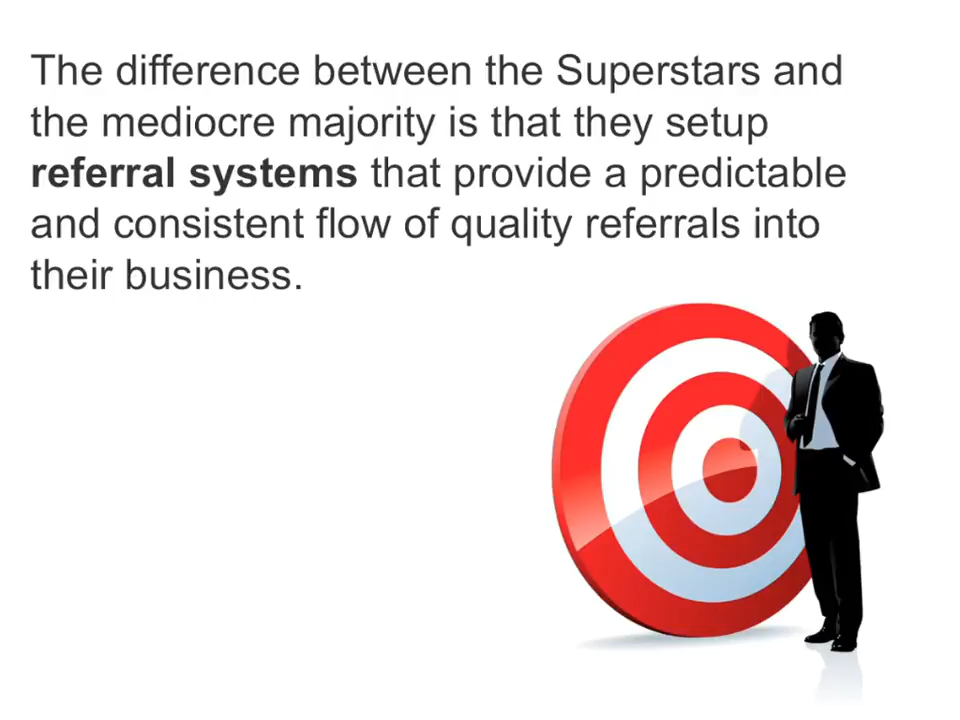 The difference between the Superstars and
the mediocre majority is that they setup
referral systems that provide a predictable
and consistent flow of quality referrals into
their business.